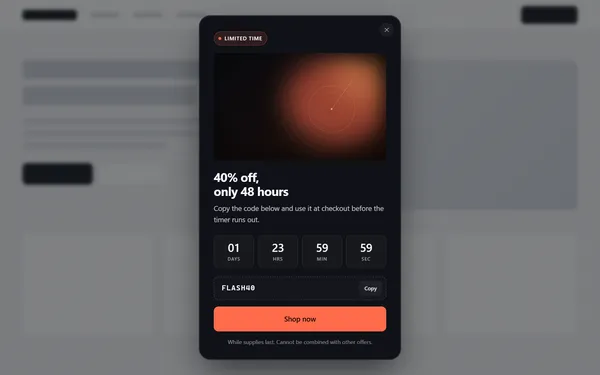 LIMITED TIME
40% off,
only 48 hours
Copy the code below and use it at checkout before the
timer runs out.
01 23 59 59
DAYS HRS MIN SEC
FLASH40 Copy
Shop now
While supplies last. Cannot be combined with other offers.